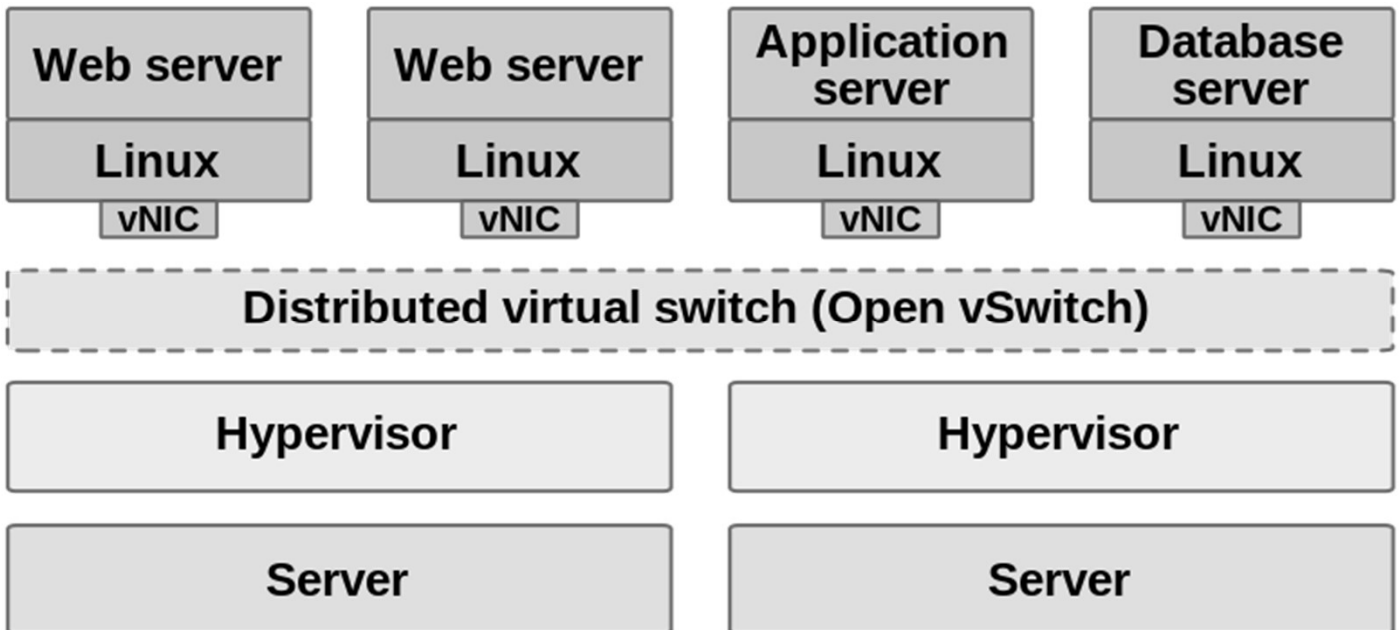 Web server
Web server
Application
server
Database
server
Linux
Linux
Linux
Linux
vNIC
vNIC
vNIC
vNIC
Distributed virtual switch (Open vSwitch)
Hypervisor
Hypervisor
Server
Server